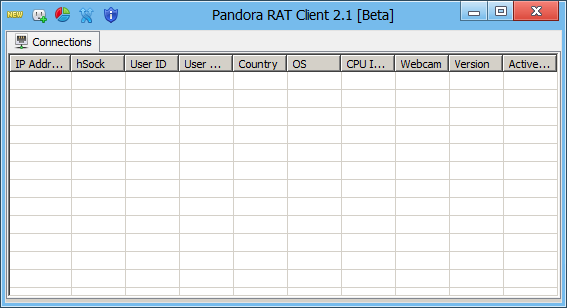 NEW Pandora RAT Client 2.1 [Beta]
Connections
IP Addr... hSock User ID User ... Country OS CPU I... Webcam Version Active...